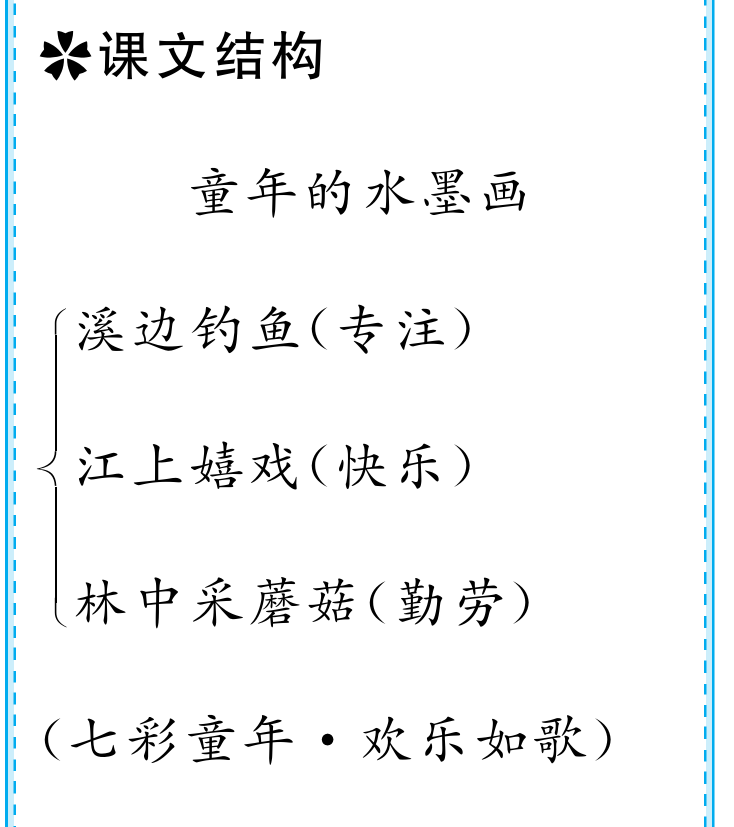 课文结构
童年的水墨画
溪边钓鱼(专注)
江上嬉戏(快乐)
林中采蘑菇(勤劳)
(七彩童年·欢乐如歌)